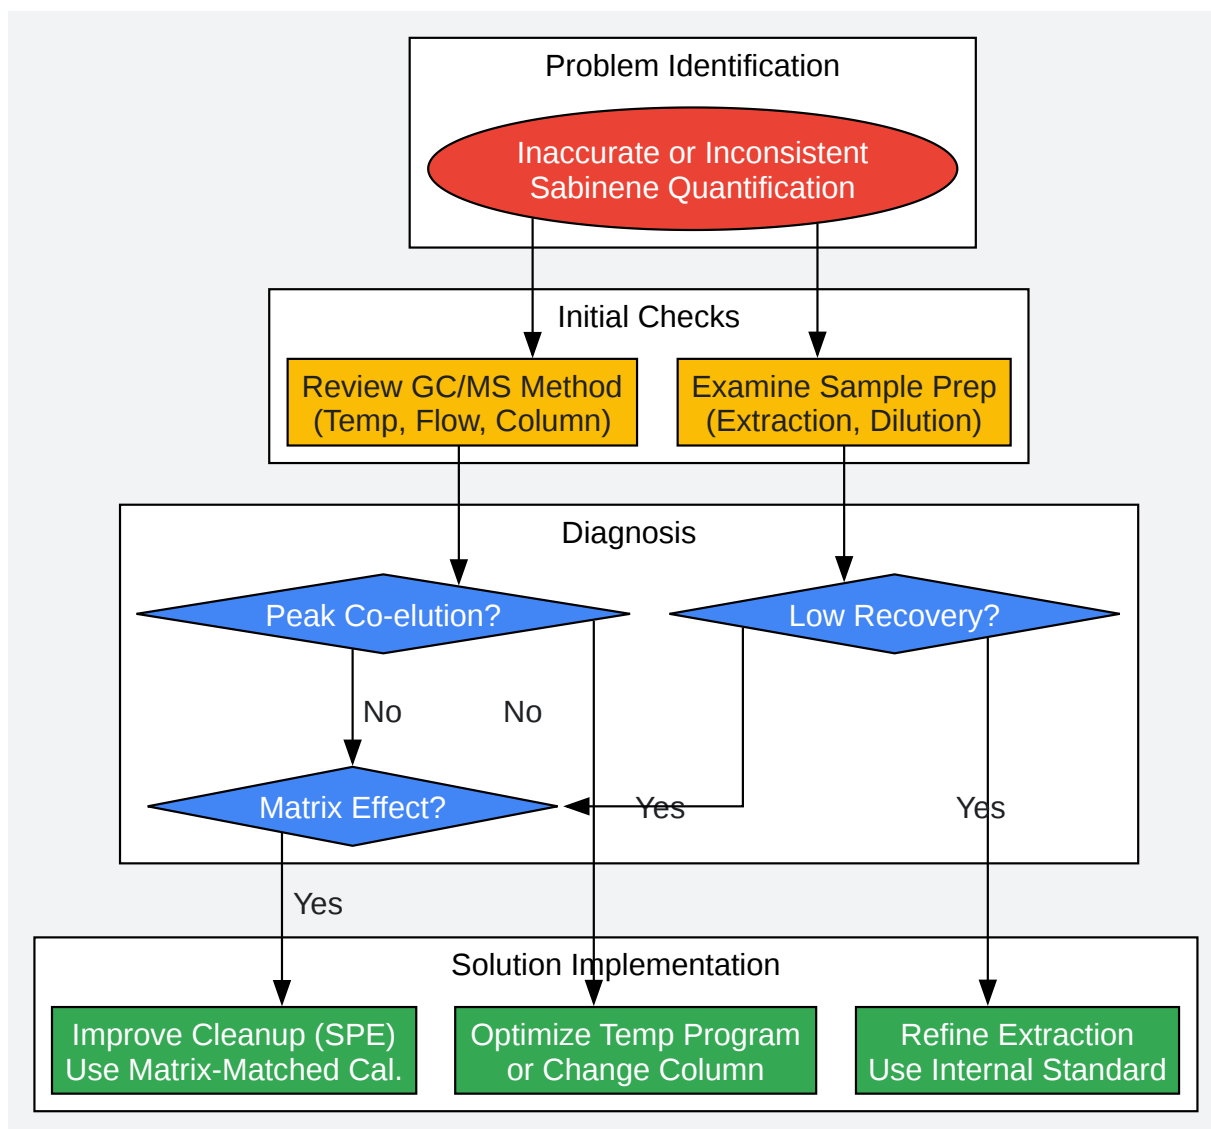 Problem Identification
Inaccurate or Inconsistent
Sabinene Quantification
Initial Checks
Review GC/MS Method
(Temp, Flow, Column)
Examine Sample Prep
(Extraction, Dilution)
Diagnosis
Peak Co-elution?
Low Recovery?
No
No
Matrix Effect?
Yes
Yes
Yes
Solution Implementation
Improve Cleanup (SPE)
Use Matrix-Matched Cal.
Optimize Temp Program
or Change Column
Refine Extraction
Use Internal Standard